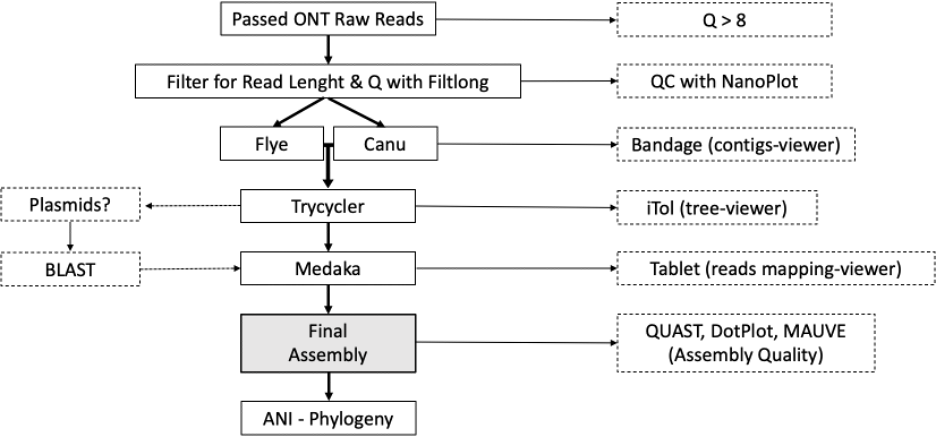 Passed ONT Raw Reads
Q > 8
Filter for Read Lenght & Q with Filtlong
QC with NanoPlot
Flye
Canu
Bandage (contigs-viewer)
Plasmids?
Trycycler
iTol (tree-viewer)
BLAST
Medaka
Tablet (reads mapping-viewer)
Final
Assembly
QUAST, DotPlot, MAUVE
(Assembly Quality)
ANI - Phylogeny